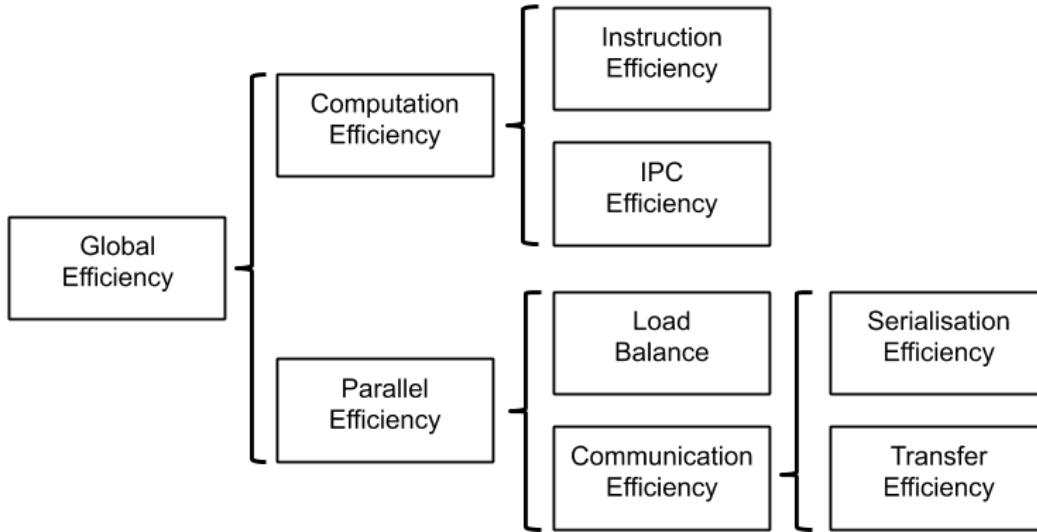 Global
Efficiency
Computation
Efficiency
Instruction
Efficiency
IPC
Efficiency
Parallel
Efficiency
Load
Balance
Communication
Efficiency
Serialisation
Efficiency
Transfer
Efficiency